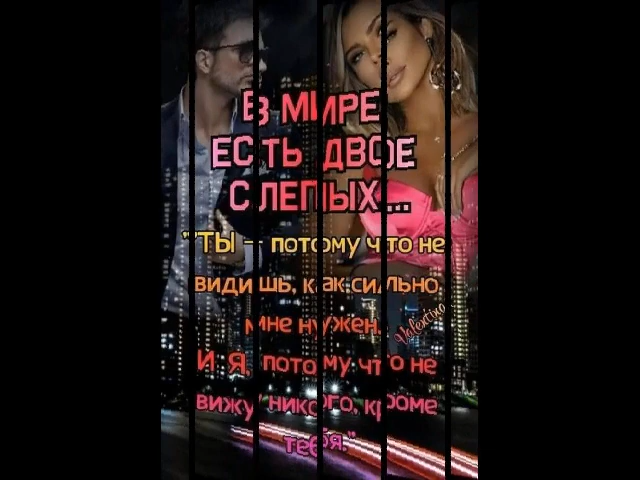 В МИРЕ
ЕСТЬ ДВОЕ
СЛЕПЫХ...
"ТЫ - потому что не
видишь, как сильно
мне нужен.
Valentino
И Я, потому что не
вижу никого, кроме
тебя."